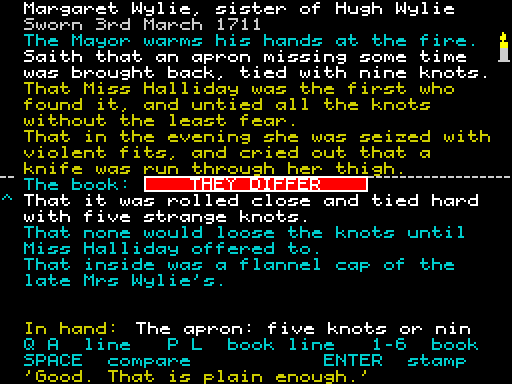 Margaret Wylie, sister of Hugh Wylie
Sworn 3rd March 1711
The Mayor warms his hands at the fire.
Saith that an apron missing some time
was brought back, tied with nine knots.
That Miss Halliday was the first who
found it, and untied all the knots
without the least fear.
That in the evening she was seized with
violent fits, and cried out that a
knife was run through her thigh.
The book: THEY DIFFER
^ That it was rolled close and tied hard
with five strange knots.
That none would loose the knots until
Miss Halliday offered to.
That inside was a flannel cap of the
late Mrs Wylie's.
In hand: The apron: five knots or nin
Q A line P L book line 1-6 book
SPACE compare ENTER stamp
'Good. That is plain enough.'